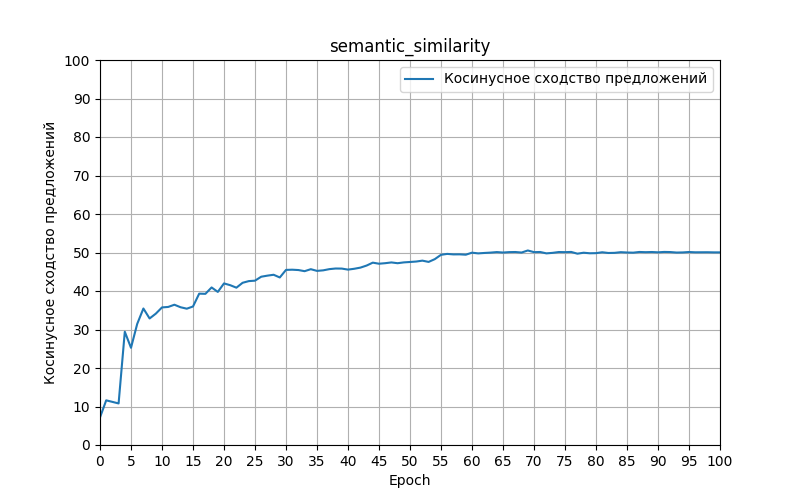 semantic_similarity
Косинусное сходство предложений
Косинусное сходство предложений
100
90
80
70
60
50
40
30
20
10
0
0 5 10 15 20 25 30 35 40 45 50 55 60 65 70 75 80 85 90 95 100
Epoch